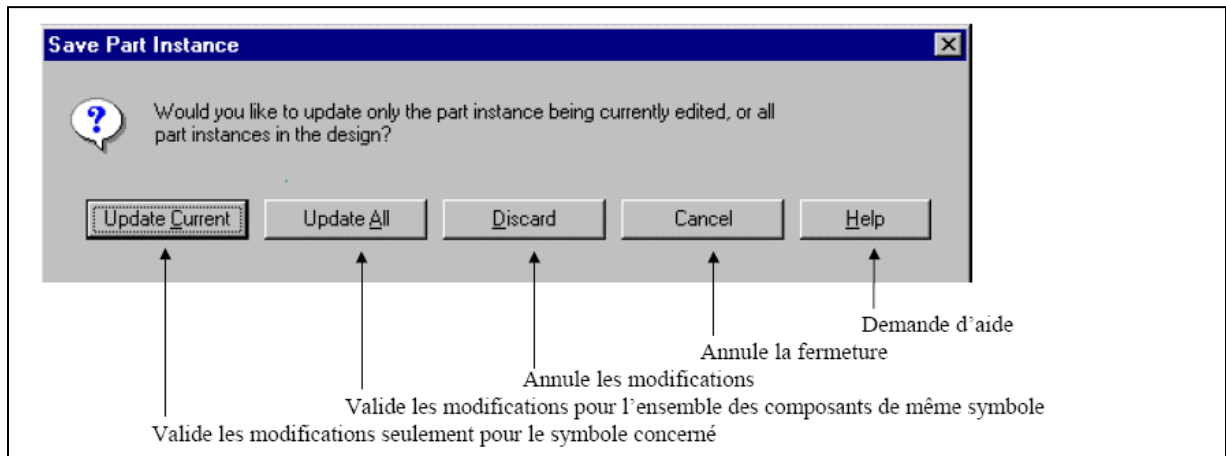 Save Part Instance
Would you like to update only the part instance being currently edited, or all
part instances in the design?
Update Current
Update All
Discard
Cancel
Help
Demande d’aide
Annule la fermeture
Annule les modifications
Valide les modifications pour l’ensemble des composants de même symbole
Valide les modifications seulement pour le symbole concerné